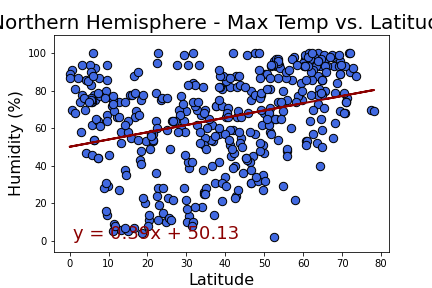 Northern Hemisphere - Max Temp vs. Latitud
100
80
60
40
20
0
Humidity (%)
y = 0.39x + 50.13
0 10 20 30 40 50 60 70 80
Latitude